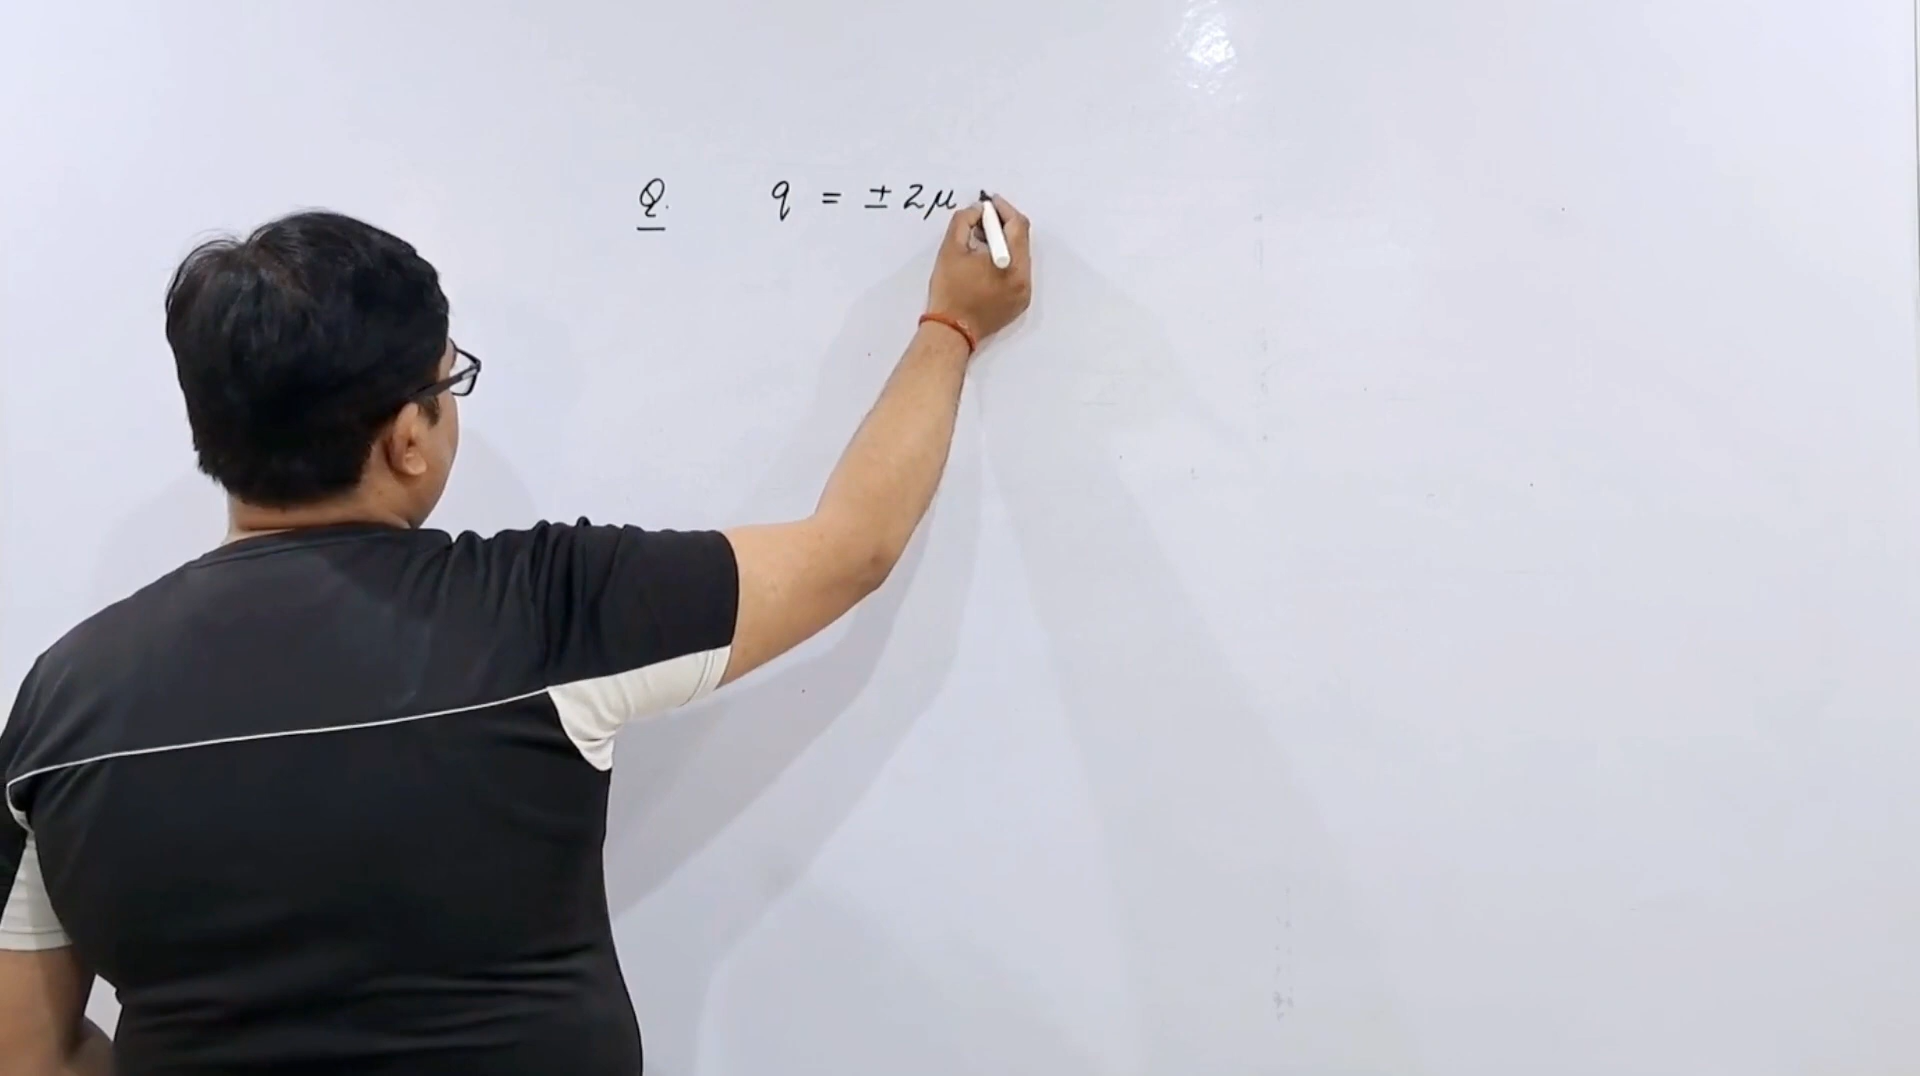 Q. q = ± 2μ